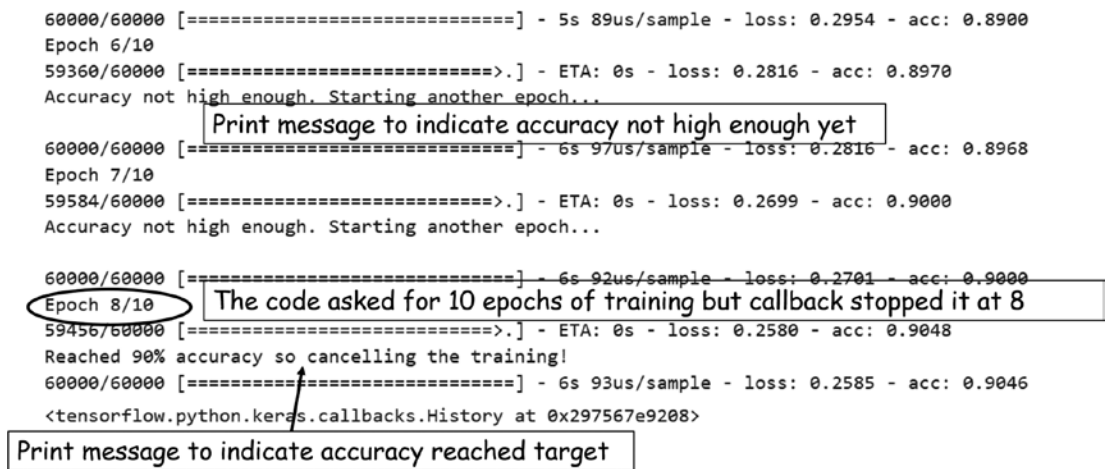 60000/60000 [==============================] - 5s 89us/sample - loss: 0.2954 - acc: 0.8900
Epoch 6/10
59360/60000 [============================>.] - ETA: 0s - loss: 0.2816 - acc: 0.8970
Accuracy not high enough. Starting another epoch...
Print message to indicate accuracy not high enough yet
60000/60000 [==============================] - 6s 97us/sample - loss: 0.2816 - acc: 0.8968
Epoch 7/10
59584/60000 [============================>.] - ETA: 0s - loss: 0.2699 - acc: 0.9000
Accuracy not high enough. Starting another epoch...
60000/60000 [==============================] - 6s 92us/sample - loss: 0.2701 - acc: 0.9000
Epoch 8/10
The code asked for 10 epochs of training but callback stopped it at 8
59456/60000 [============================>.] - ETA: 0s - loss: 0.2580 - acc: 0.9048
Reached 90% accuracy so cancelling the training!
60000/60000 [==============================] - 6s 93us/sample - loss: 0.2585 - acc: 0.9046
<tensorflow.python.keras.callbacks.History at 0x297567e9208>
Print message to indicate accuracy reached target